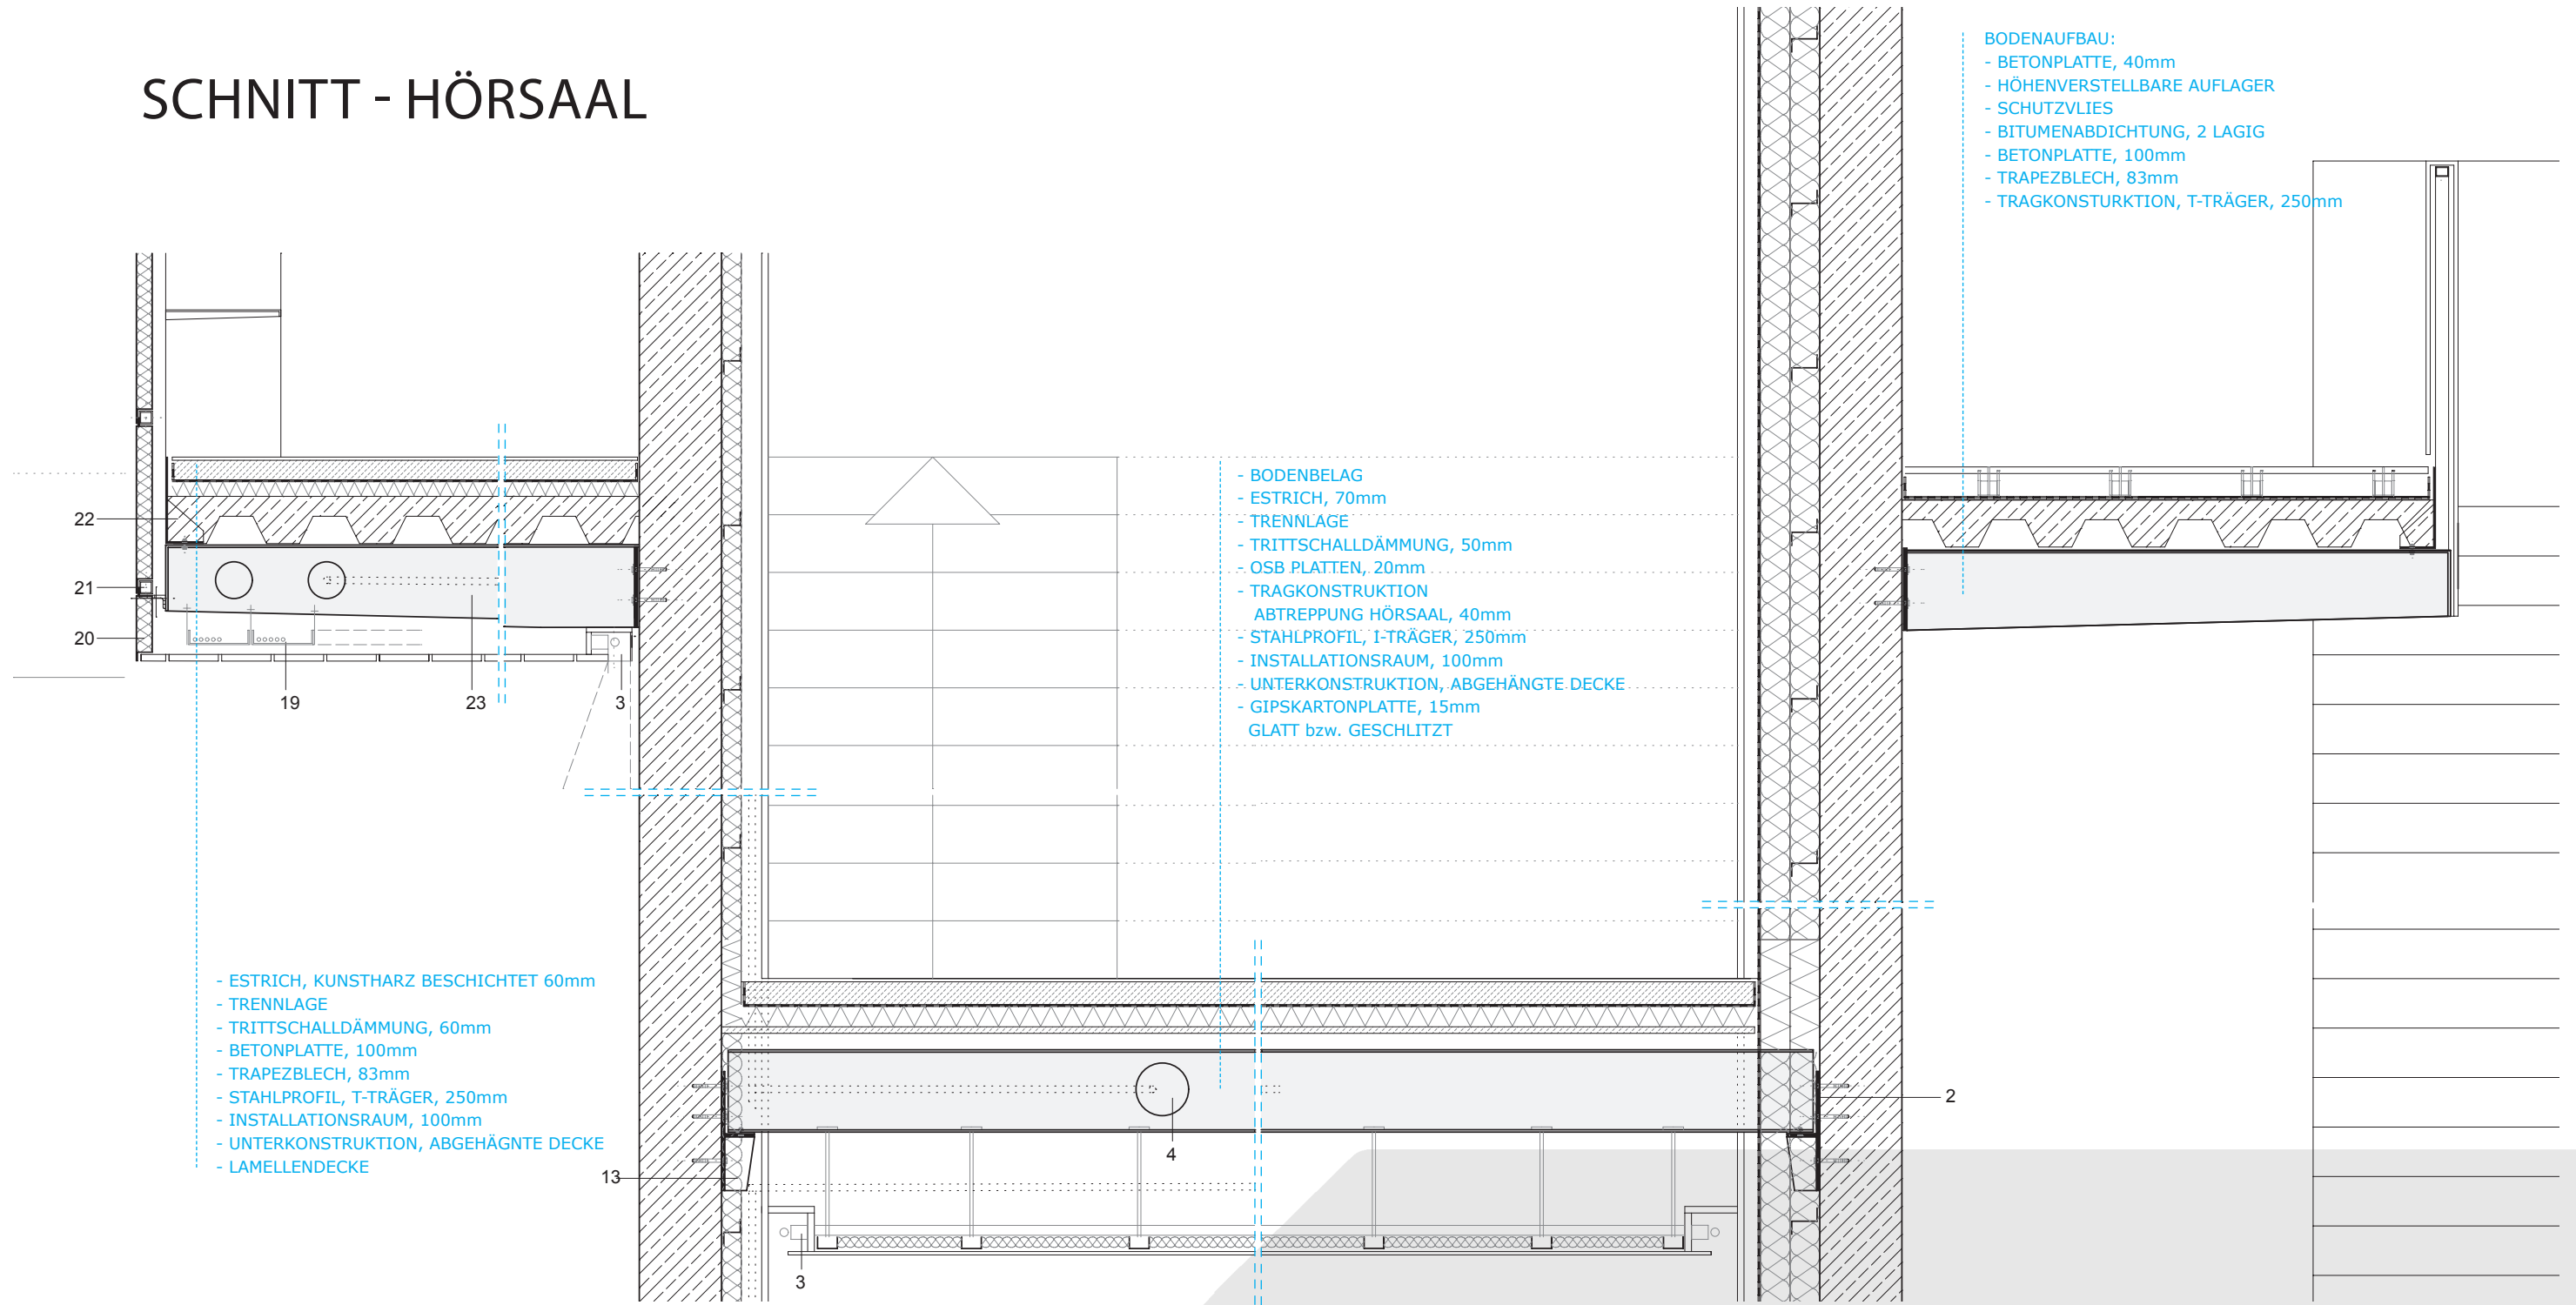 SCHNITT - HÖRSAAL
BODENAUFBAU:
- BETONPLATTE, 40mm
- HÖHENVERSTELLBARE AUFLAGER
- SCHUTZVLIES
- BITUMENABDICHTUNG, 2 LAGIG
- BETONPLATTE, 100mm
- TRAPEZBLECH, 83mm
- TRAGKONSTURKTION, T-TRÄGER, 250mm
22
21
20
19
23
3
- BODENBELAG
- ESTRICH, 70mm
- TRENNLAGE
- TRITTSCHALLDÄMMUNG, 50mm
- OSB PLATTEN, 20mm
- TRAGKONSTRUKTION
ABTREPPUNG HÖRSAAL, 40mm
- STAHLPROFIL, I-TRÄGER, 250mm
- INSTALLATIONSRAUM, 100mm
- UNTERKONSTRUKTION, ABGEHÄNGTE DECKE
- GIPSKARTONPLATTE, 15mm
GLATT bzw. GESCHLITZT
- ESTRICH, KUNSTHARZ BESCHICHTET 60mm
- TRENNLAGE
- TRITTSCHALLDÄMMUNG, 60mm
- BETONPLATTE, 100mm
- TRAPEZBLECH, 83mm
- STAHLPROFIL, T-TRÄGER, 250mm
- INSTALLATIONSRAUM, 100mm
- UNTERKONSTRUKTION, ABGEHÄGNTE DECKE
- LAMELLENDECKE
2
4
13
3